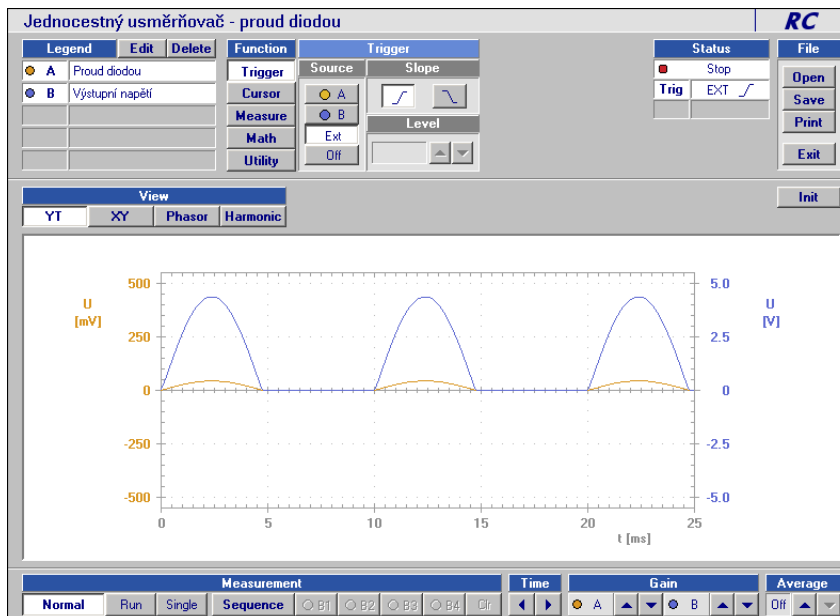 Jednocestný usměrňovač - proud diodou
RC
Legend Edit Delete
A Proud diodou
B Výstupní napětí
Function
Trigger
Cursor
Measure
Math
Utility
Trigger
Source
A
B
Ext
Off
Slope
Level
Status
Stop
Trig EXT
File
Open
Save
Print
Exit
Init
View
YT XY Phasor Harmonic
U
[mV]
500
250
0
-250
-500
U
[V]
5.0
2.5
0
-2.5
-5.0
0 5 10 15 20 25
t [ms]
Measurement
Normal Run Single Sequence B1 B2 B3 B4 Clr
Time
Gain
A B
Average
Off